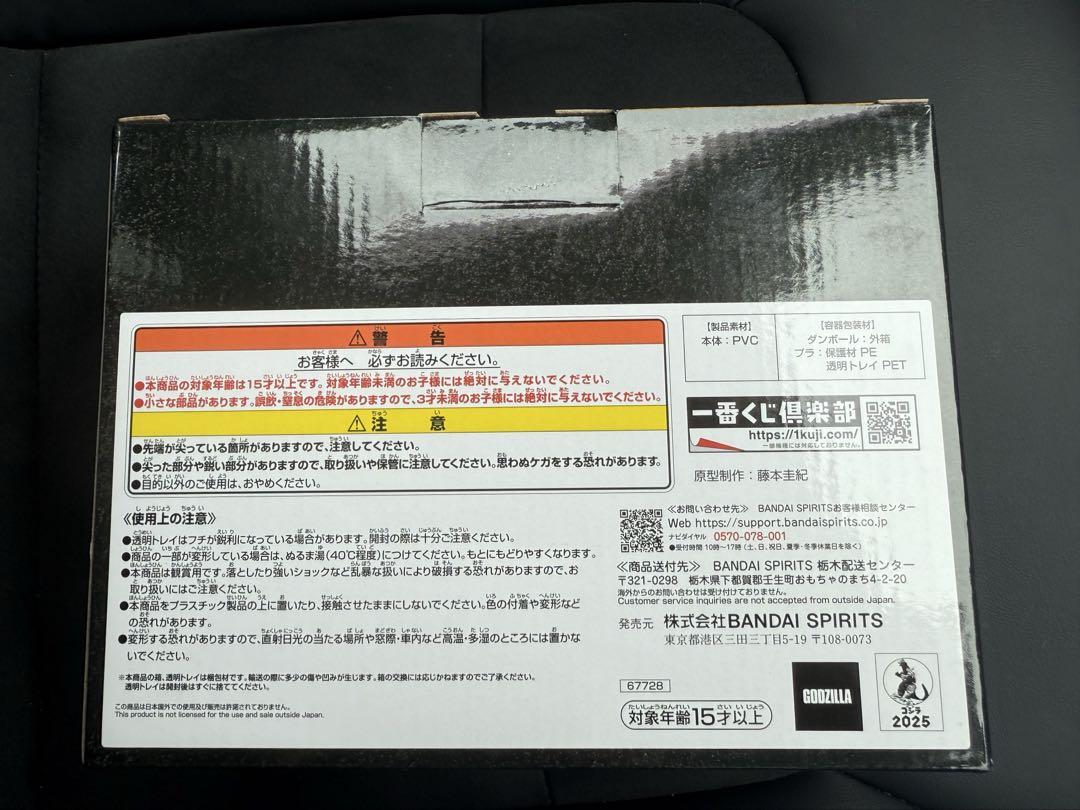 ⚠警告
お客様へ 必ずお読みください。
●本商品の対象年齢は15才以上です。対象年齢未満のお子様には絶対に与えないでください。
●小さな部品があります。誤飲・窒息の危険がありますので、3才未満のお子様には絶対に与えないでください。
⚠注意
●先端が尖っている箇所がありますので、注意してください。
●尖った部分や鋭い部分がありますので、取り扱いや保管に注意してください。思わぬケガをする恐れがあります。
●目的以外のご使用は、おやめください。
《使用上の注意》
●透明トレイはフチが鋭利になっている場合があります。開封の際は十分ご注意ください。
●商品の一部が変形している場合は、ぬるま湯(40℃程度)につけてください。もとにもどりやすくなります。
●本商品は観賞用です。落としたり強いショックなど乱暴な扱いにより破損する恐れがありますので、お
取り扱いにはご注意ください。
●本商品をプラスチック製品の上に置いたり、接触させたままにしないでください。色の付着や変形など
の恐れがあります。
●変形する恐れがありますので、直射日光の当たる場所や窓際・車内など高温・多湿のところには置かな
いでください。
※本商品の箱、透明トレイは梱包材です。輸送の際に多少の傷や凹みが生じます。箱の交換には応じかねますのでご了承ください。
透明トレイは開封後はすぐに捨ててください。
この商品は日本国外での使用及び販売は許諾されておりません。
This product is not licensed for the use and sale outside Japan.
【製品素材】
本体：PVC
【容器包装材】
ダンボール：外箱
プラ：保護材 PE
透明トレイ PET
一番くじ倶楽部
https://1kuji.com/
一部機種には対応しておりません。
原型制作：藤本圭紀
≪お問い合わせ先≫ BANDAI SPIRITSお客様相談センター
Web https://support.bandaispirits.co.jp
ナビダイヤル 0570-078-001
●受付時間 10時〜17時(土、日、祝日、夏季・冬季休業日を除く)
≪商品送付先≫ BANDAI SPIRITS 栃木配送センター
〒321-0298 栃木県下都賀郡壬生町おもちゃのまち4-2-20
海外からのお問い合わせは受け付けておりません。
Customer service inquiries are not accepted from outside Japan.
発売元 株式会社BANDAI SPIRITS
東京都港区三田三丁目5-19 〒108-0073
67728
対象年齢15才以上
GODZILLA
ゴジラ
2025